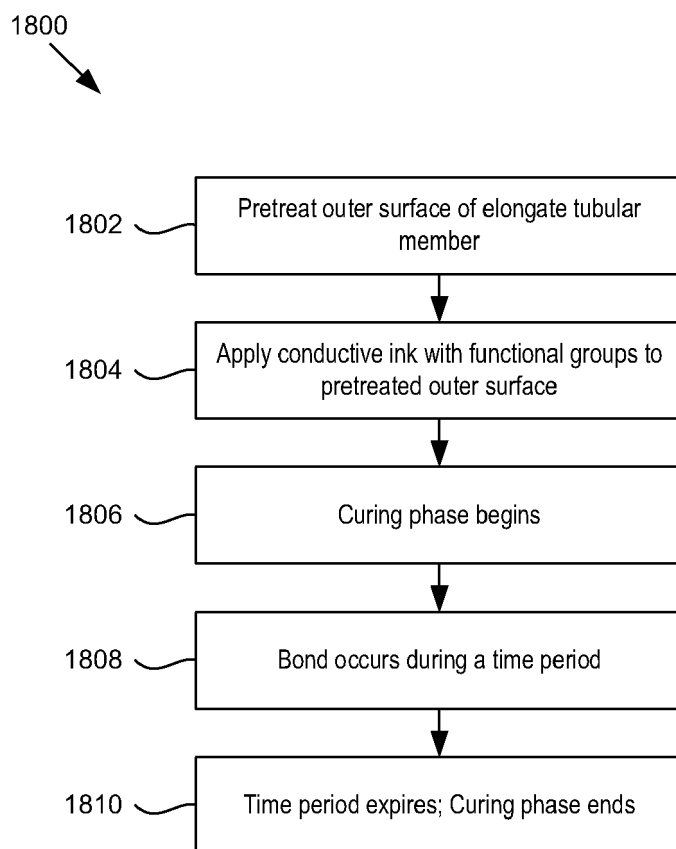 1800
1802
Pretreat outer surface of elongate tubular
member
1804
Apply conductive ink with functional groups to
pretreated outer surface
1806
Curing phase begins
1808
Bond occurs during a time period
1810
Time period expires; Curing phase ends